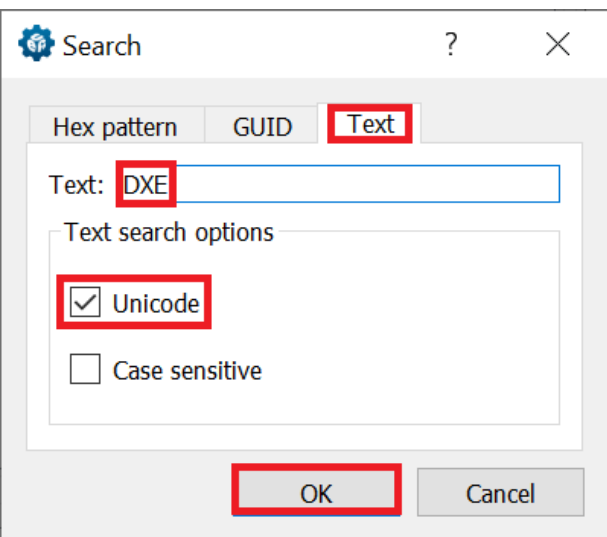 Search ?
Hex pattern GUID Text
Text: DXE
Text search options
Unicode
Case sensitive
OK Cancel